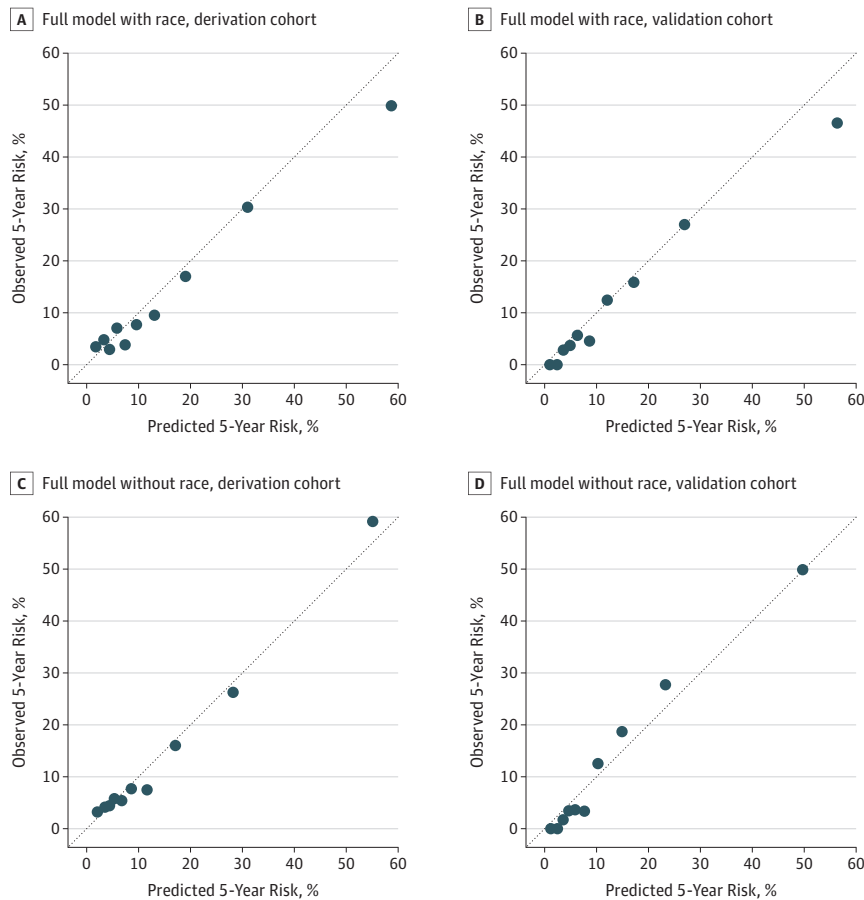 A Full model with race, derivation cohort
60
50
40
30
20
10
0
Observed 5-Year Risk, %
0 10 20 30 40 50 60
Predicted 5-Year Risk, %
B Full model with race, validation cohort
60
50
40
30
20
10
0
Observed 5-Year Risk, %
0 10 20 30 40 50 60
Predicted 5-Year Risk, %
C Full model without race, derivation cohort
60
50
40
30
20
10
0
Observed 5-Year Risk, %
0 10 20 30 40 50 60
Predicted 5-Year Risk, %
D Full model without race, validation cohort
60
50
40
30
20
10
0
Observed 5-Year Risk, %
0 10 20 30 40 50 60
Predicted 5-Year Risk, %